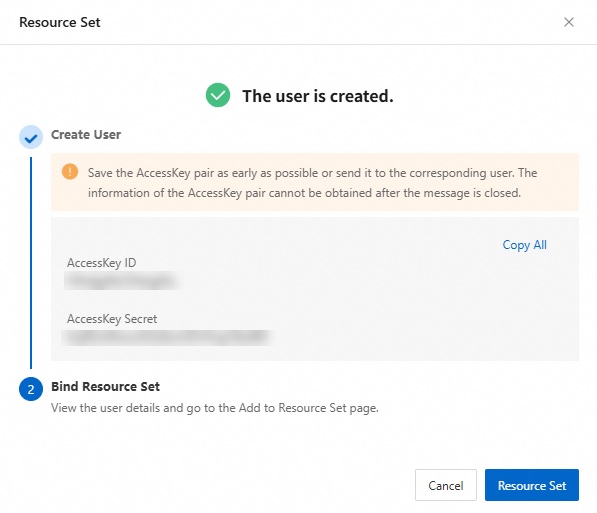 Resource Set
The user is created.
Create User
Save the AccessKey pair as early as possible or send it to the corresponding user. The
information of the AccessKey pair cannot be obtained after the message is closed.
Copy All
AccessKey ID
AccessKey Secret
2
Bind Resource Set
View the user details and go to the Add to Resource Set page.
Cancel
Resource Set